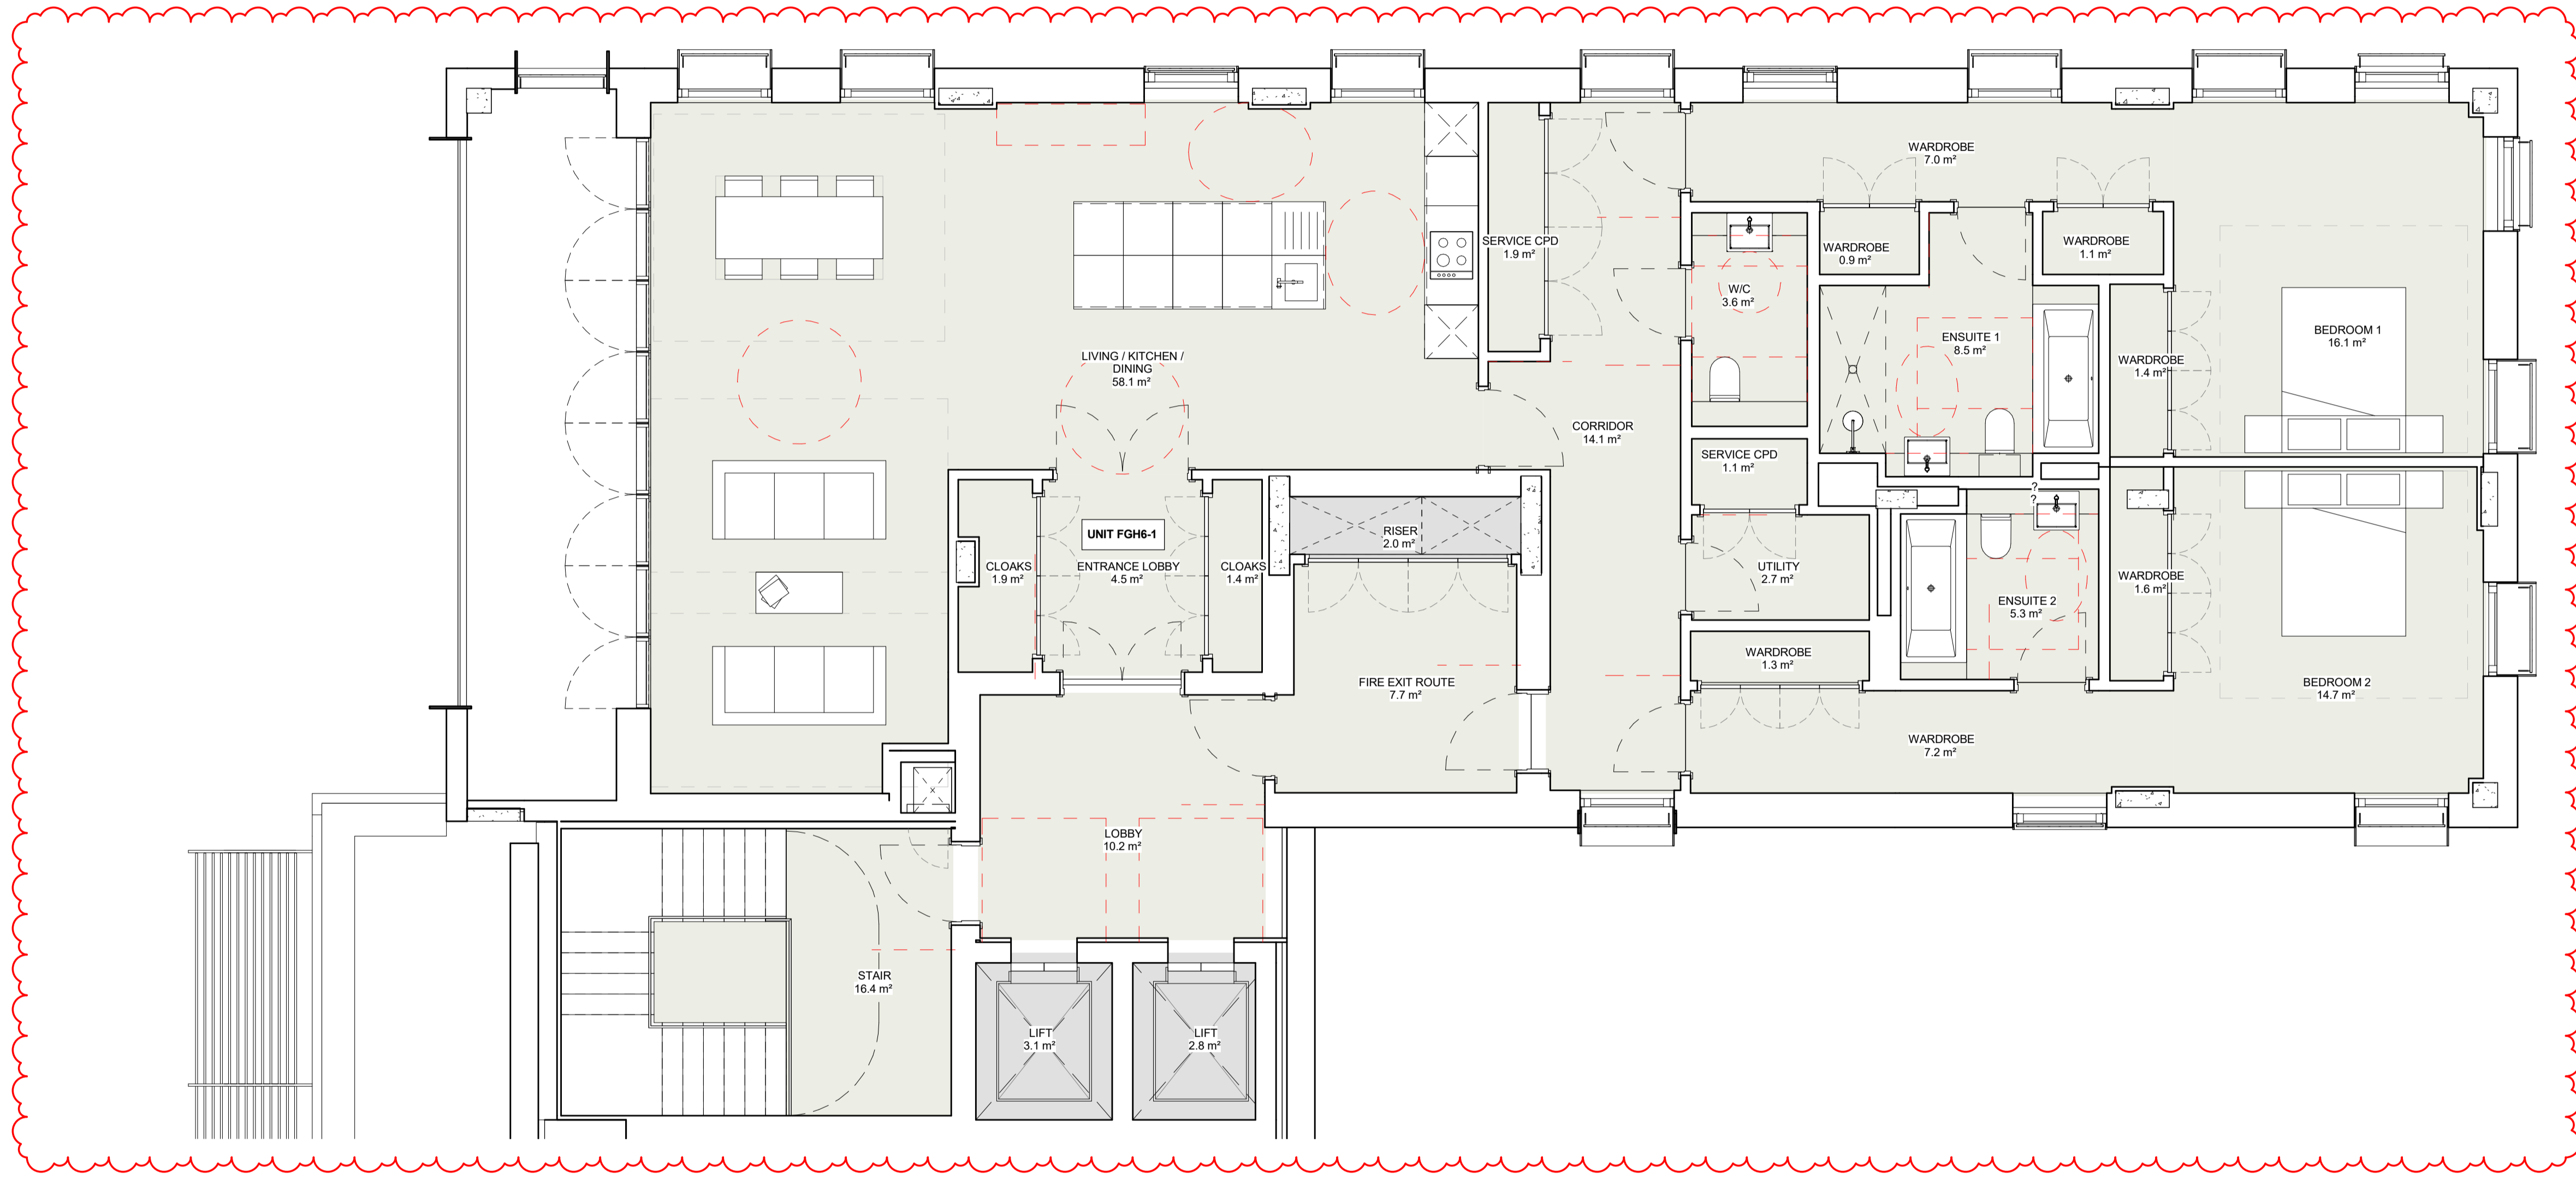 WARDROBE
7.0 m²
SERVICE CPD
1.9 m²
WARDROBE
0.9 m²
WARDROBE
1.1 m²
W/C
3.6 m²
ENSUITE 1
8.5 m²
BEDROOM 1
16.1 m²
LIVING / KITCHEN /
DINING
58.1 m²
WARDROBE
1.4 m²
CORRIDOR
14.1 m²
SERVICE CPD
1.1 m²
?
?
UNIT FGH6-1
RISER
2.0 m²
CLOAKS
1.9 m²
ENTRANCE LOBBY
4.5 m²
CLOAKS
1.4 m²
UTILITY
2.7 m²
WARDROBE
1.6 m²
ENSUITE 2
5.3 m²
WARDROBE
1.3 m²
FIRE EXIT ROUTE
7.7 m²
BEDROOM 2
14.7 m²
WARDROBE
7.2 m²
LOBBY
10.2 m²
STAIR
16.4 m²
LIFT
3.1 m²
LIFT
2.8 m²